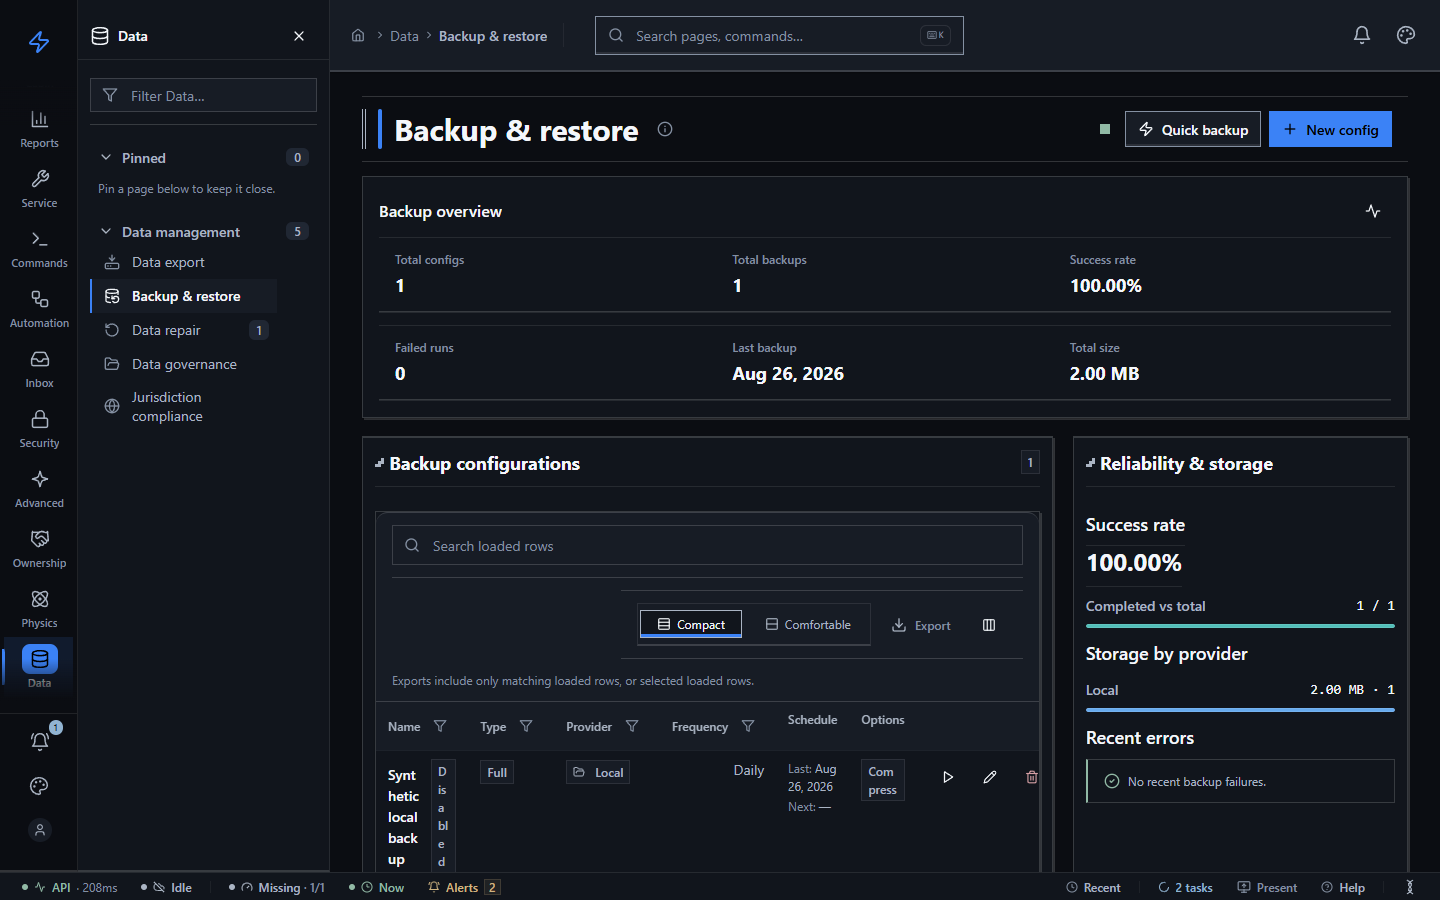 Reports
Service
Commands
Automation
Inbox
Security
Advanced
Ownership
Physics
Data
1
Data
Filter Data...
Pinned 0
Pin a page below to keep it close.
Data management 5
Data export
Backup & restore
Data repair 1
Data governance
Jurisdiction
compliance
Data Backup & restore
Search pages, commands... K
Backup & restore
Quick backup
New config
Backup overview
Total configs
1
Total backups
1
Success rate
100.00%
Failed runs
0
Last backup
Aug 26, 2026
Total size
2.00 MB
Backup configurations 1
Search loaded rows
Compact Comfortable Export
Exports include only matching loaded rows, or selected loaded rows.
Name Type Provider Frequency Schedule Options
Synt
hetic
local
back
up
D
is
a
bl
e
d
Full
Local
Daily
Last: Aug
26, 2026
Next: —
Com
press
Reliability & storage
Success rate
100.00%
Completed vs total 1 / 1
Storage by provider
Local 2.00 MB · 1
Recent errors
No recent backup failures.
API · 208ms Idle Missing · 1/1 Now Alerts 2 Recent 2 tasks Present Help